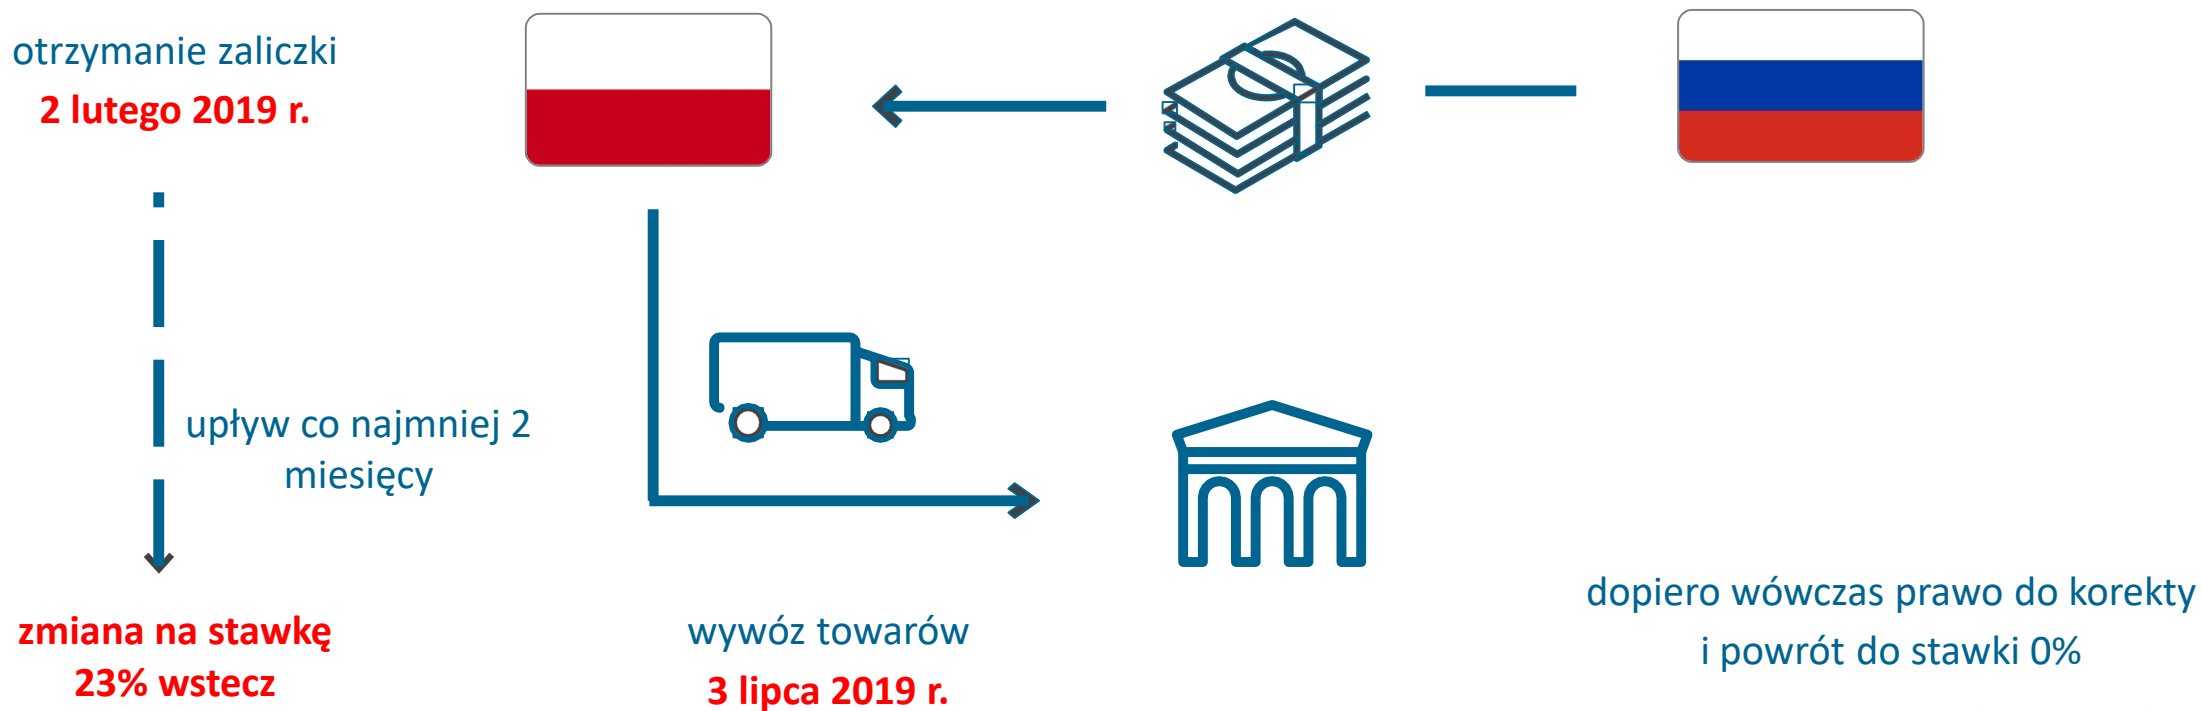 otrzymanie zaliczki
2 lutego 2019 r.
upływ co najmniej 2
miesięcy
zmiana na stawkę
23% wstecz
wywóz towarów
3 lipca 2019 r.
dopiero wówczas prawo do korekty
i powrót do stawki 0%